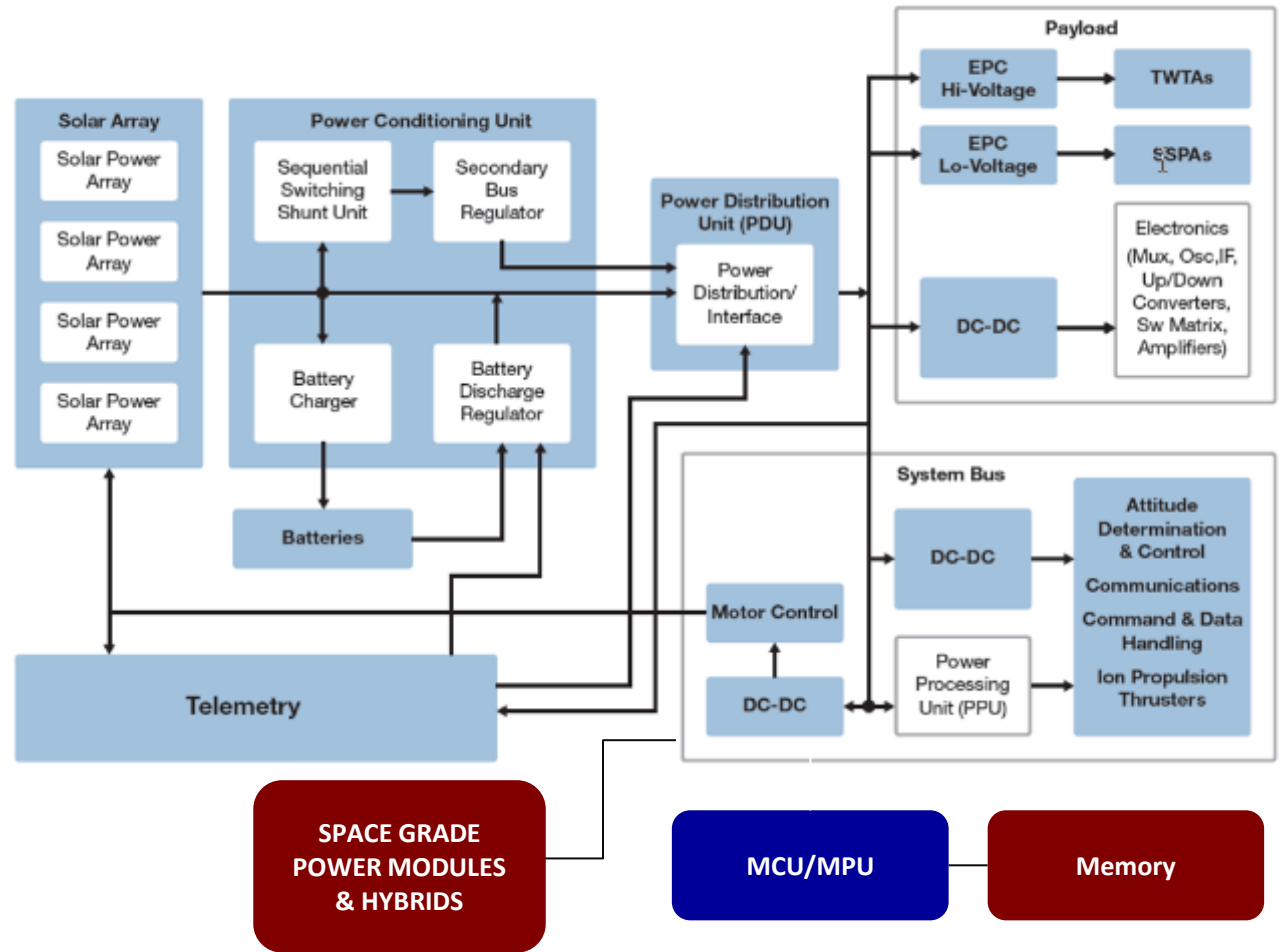 Payload
EPC
Hi-Voltage
TWTAs
EPC
Lo-Voltage
SSPAs
DC-DC
Electronics
(Mux, Osc,IF,
Up/Down
Converters,
Sw Matrix,
Amplifiers)
Solar Array
Solar Power
Array
Solar Power
Array
Solar Power
Array
Solar Power
Array
Power Conditioning Unit
Sequential
Switching
Shunt Unit
Secondary
Bus
Regulator
Battery
Charger
Battery
Discharge
Regulator
Batteries
Power Distribution
Unit (PDU)
Power
Distribution/
Interface
System Bus
DC-DC
Attitude
Determination
& Control
Communications
Command & Data
Handling
Ion Propulsion
Thrusters
Motor Control
DC-DC
Power
Processing
Unit (PPU)
Telemetry
SPACE GRADE
POWER MODULES
& HYBRIDS
MCU/MPU
Memory